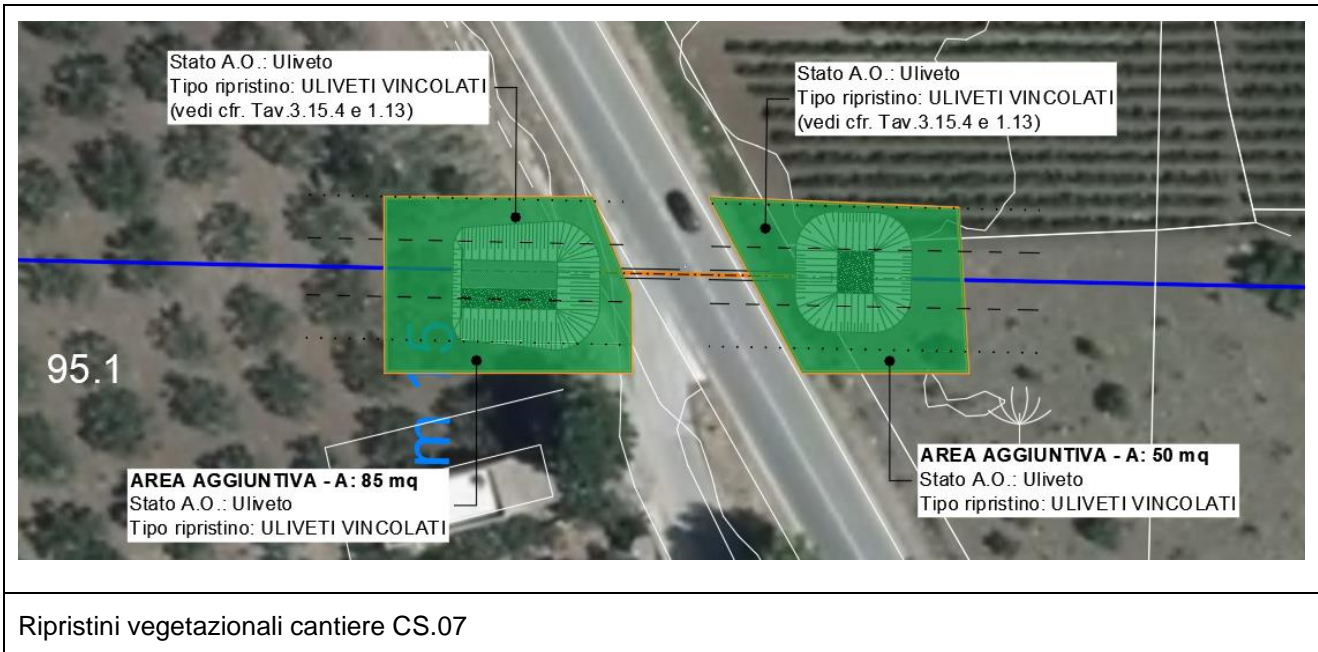 Stato A.O.: Uliveto
Tipo ripristino: ULIVETI VINCOLATI
(vedi cfr. Tav.3.15.4 e 1.13)
Stato A.O.: Uliveto
Tipo ripristino: ULIVETI VINCOLATI
(vedi cfr. Tav.3.15.4 e 1.13)
95.1
m 15
AREA AGGIUNTIVA - A: 85 mq
Stato A.O.: Uliveto
Tipo ripristino: ULIVETI VINCOLATI
AREA AGGIUNTIVA - A: 50 mq
Stato A.O.: Uliveto
Tipo ripristino: ULIVETI VINCOLATI
Ripristini vegetazionali cantiere CS.07